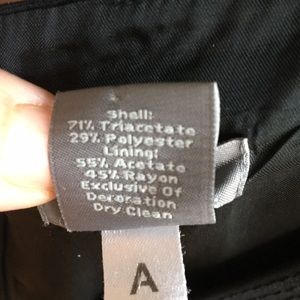 Shell:
71% Triacetate
29% Polyester
Lining:
55% Acetate
45% Rayon
Exclusive Of
Decoration
Dry Clean
A